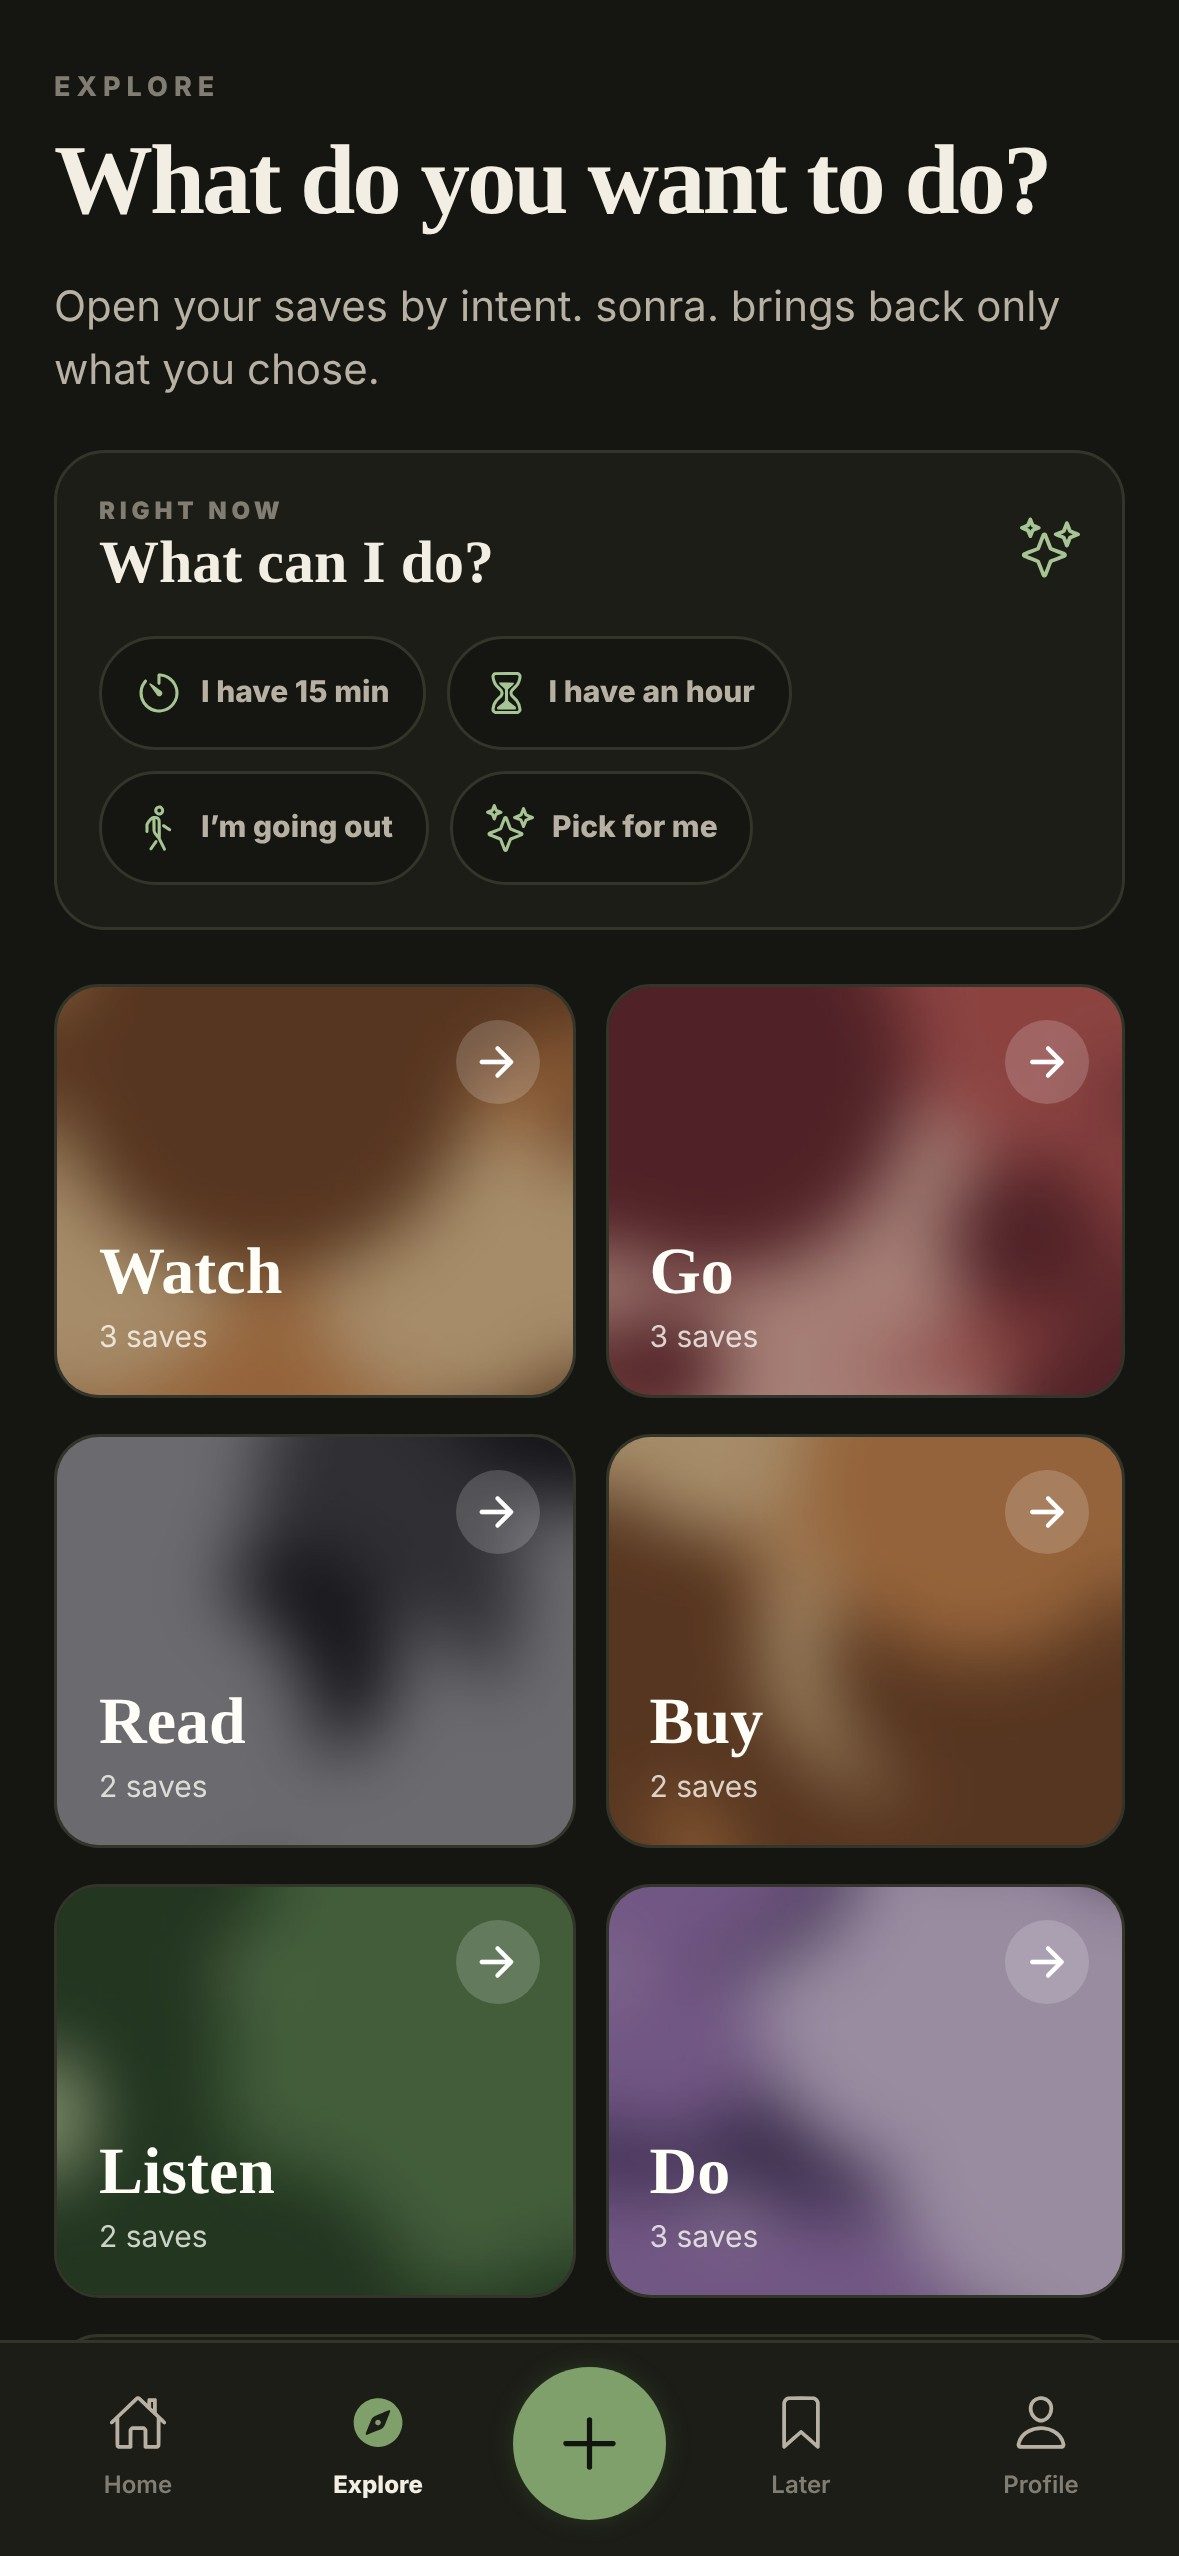 EXPLORE
What do you want to do?
Open your saves by intent. sonra. brings back only
what you chose.
RIGHT NOW
What can I do?
I have 15 min
I have an hour
I’m going out
Pick for me
Watch
3 saves
Go
3 saves
Read
2 saves
Buy
2 saves
Listen
2 saves
Do
3 saves
Home
Explore
Later
Profile